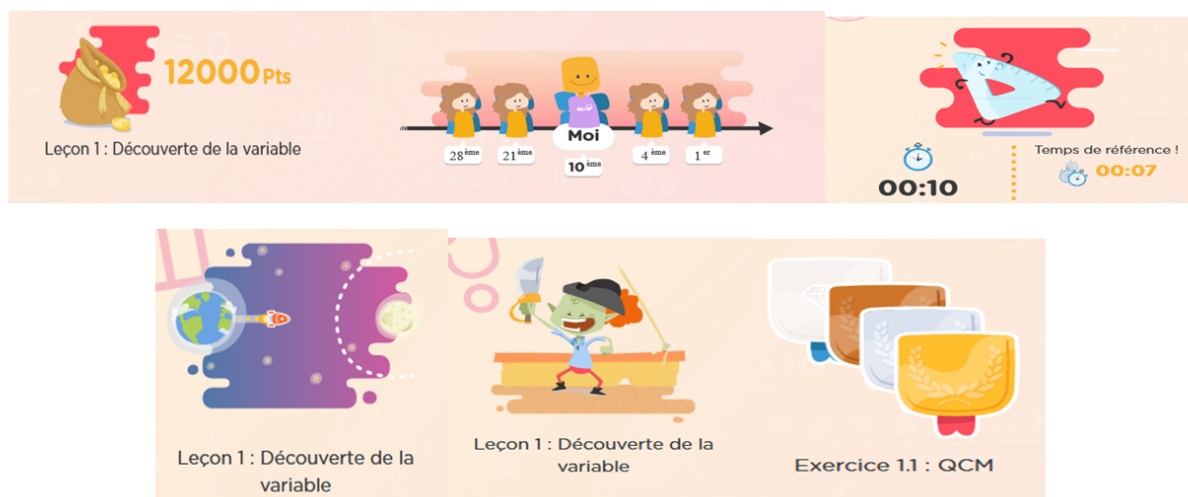 12000 Pts
Leçon 1 : Découverte de la variable
Moi
28ème 21ème 10ème 4ème 1er
Temps de référence !
00:10 00:07
Leçon 1 : Découverte de la
variable
Leçon 1 : Découverte de la
variable
Exercice 1.1 : QCM